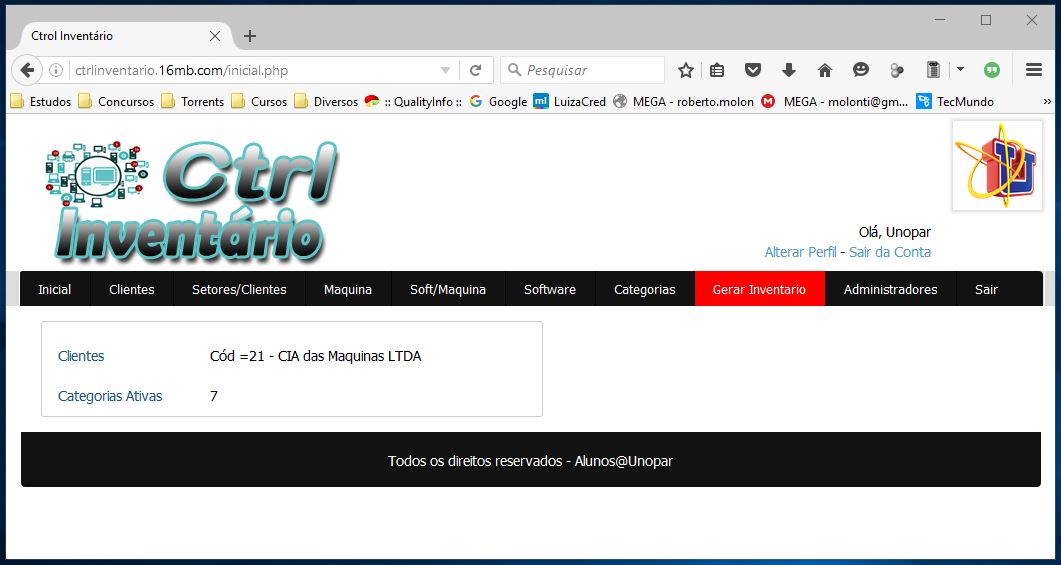 Ctrol Inventário
ctrlinventario.16mb.com/inicial.php
Pesquisar
Estudos Concursos Torrents Cursos Diversos :: QualityInfo :: Google LuizaCred MEGA - roberto.molon MEGA - molonti@gm... TecMundo
Ctrl
Inventário
Olá, Unopar
Alterar Perfil - Sair da Conta
Inicial Clientes Setores/Clientes Maquina Soft/Maquina Software Categorias Gerar Inventario Administradores Sair
Clientes Cód =21 - CIA das Maquinas LTDA
Categorias Ativas 7
Todos os direitos reservados - Alunos@Unopar